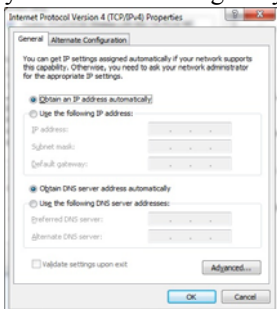 Internet Protocol Version 4 (TCP/IPv4) Properties
General
Alternate Configuration
You can get IP settings assigned automatically if your network supports
this capability. Otherwise, you need to ask your network administrator
for the appropriate IP settings.
Obtain an IP address automatically
Use the following IP address:
IP address:
Subnet mask:
Default gateway:
Obtain DNS server address automatically
Use the following DNS server addresses:
Preferred DNS server:
Alternate DNS server:
Validate settings upon exit
Advanced...
OK
Cancel